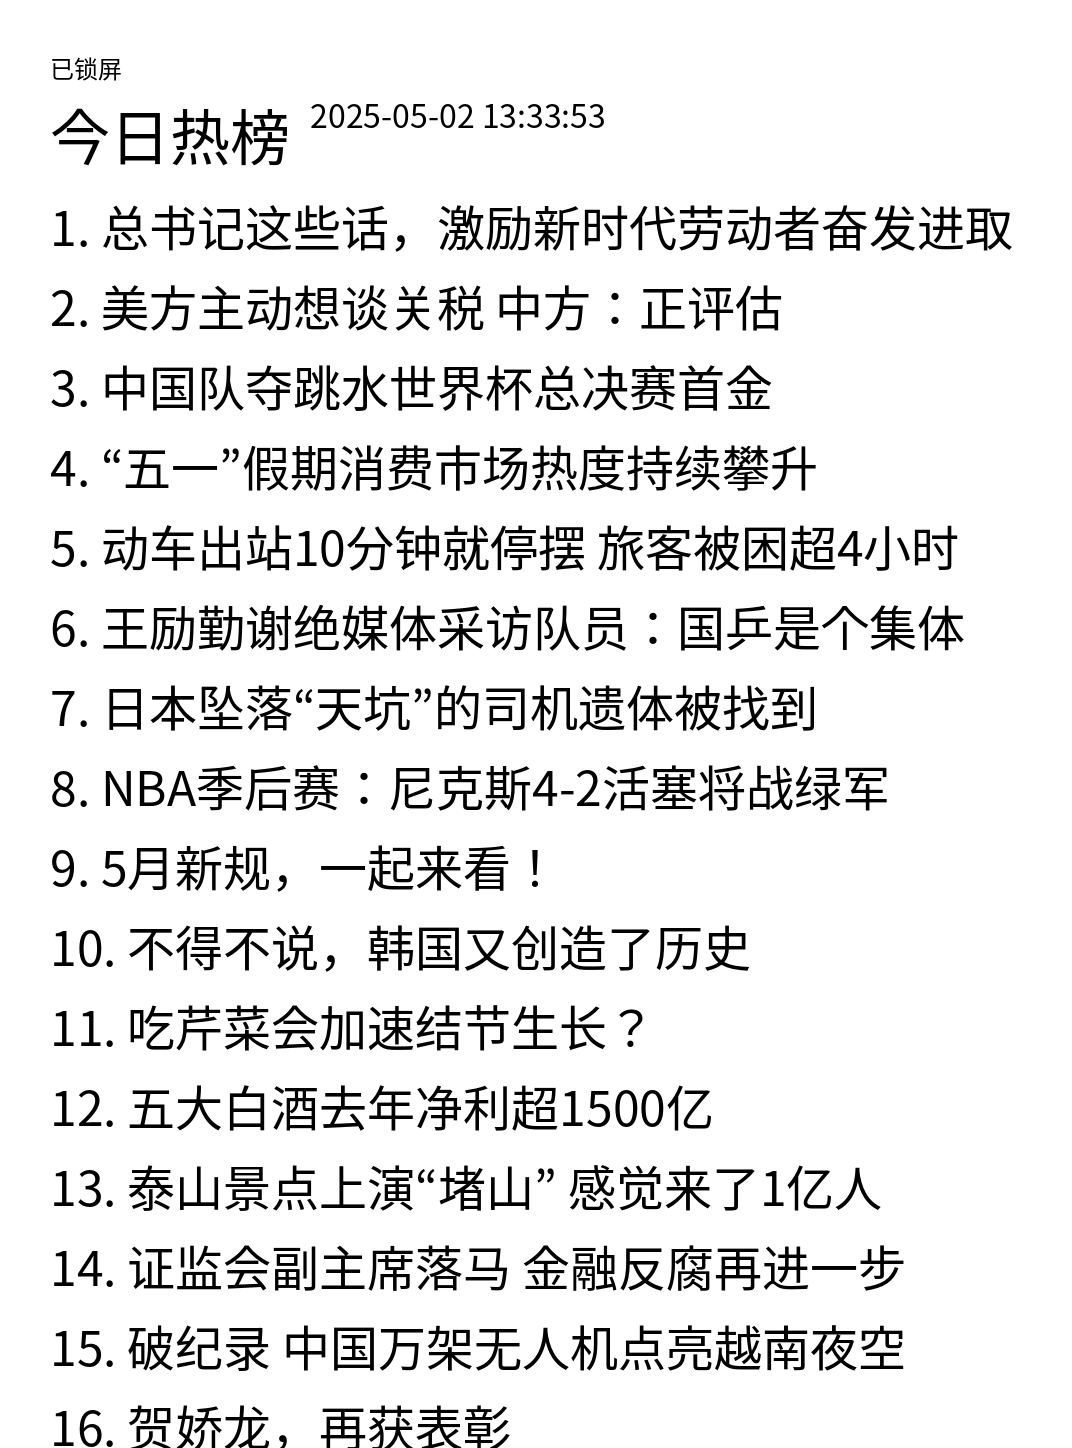 已锁屏
今日热榜 2025-05-02 13:33:53
1. 总书记这些话，激励新时代劳动者奋发进取
2. 美方主动想谈关税 中方：正评估
3. 中国队夺跳水世界杯总决赛首金
4. “五一”假期消费市场热度持续攀升
5. 动车出站10分钟就停摆 旅客被困超4小时
6. 王励勤谢绝媒体采访队员：国乒是个集体
7. 日本坠落“天坑”的司机遗体被找到
8. NBA季后赛：尼克斯4-2活塞将战绿军
9. 5月新规，一起来看！
10. 不得不说，韩国又创造了历史
11. 吃芹菜会加速结节生长？
12. 五大白酒去年净利超1500亿
13. 泰山景点上演“堵山” 感觉来了1亿人
14. 证监会副主席落马 金融反腐再进一步
15. 破纪录 中国万架无人机点亮越南夜空
16. 贺娇龙，再获表彰